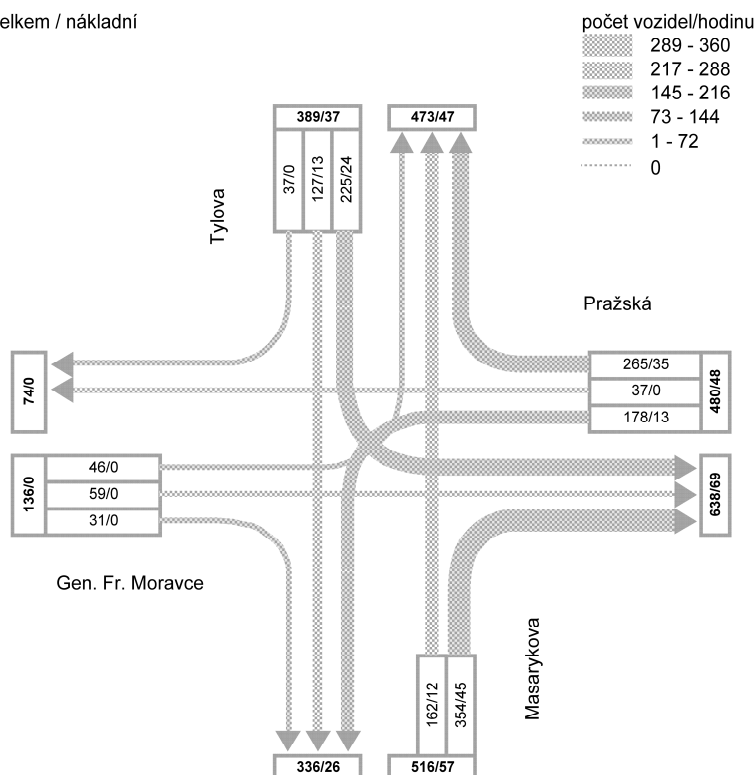 elkem / nákladní
počet vozidel/hodinu
289 - 360
217 - 288
145 - 216
73 - 144
1 - 72
0
389/37
473/47
37/0
127/13
225/24
Tylova
Pražská
265/35
37/0
178/13
480/48
74/0
136/0
46/0
59/0
31/0
638/69
Gen. Fr. Moravce
Masarykova
162/12
354/45
336/26
516/57